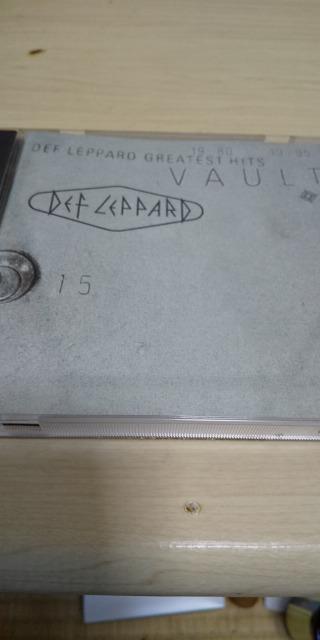 DEF LEPPARD GREATEST HITS
19 80 19 95
VAULT
DEF LEPPARD
15